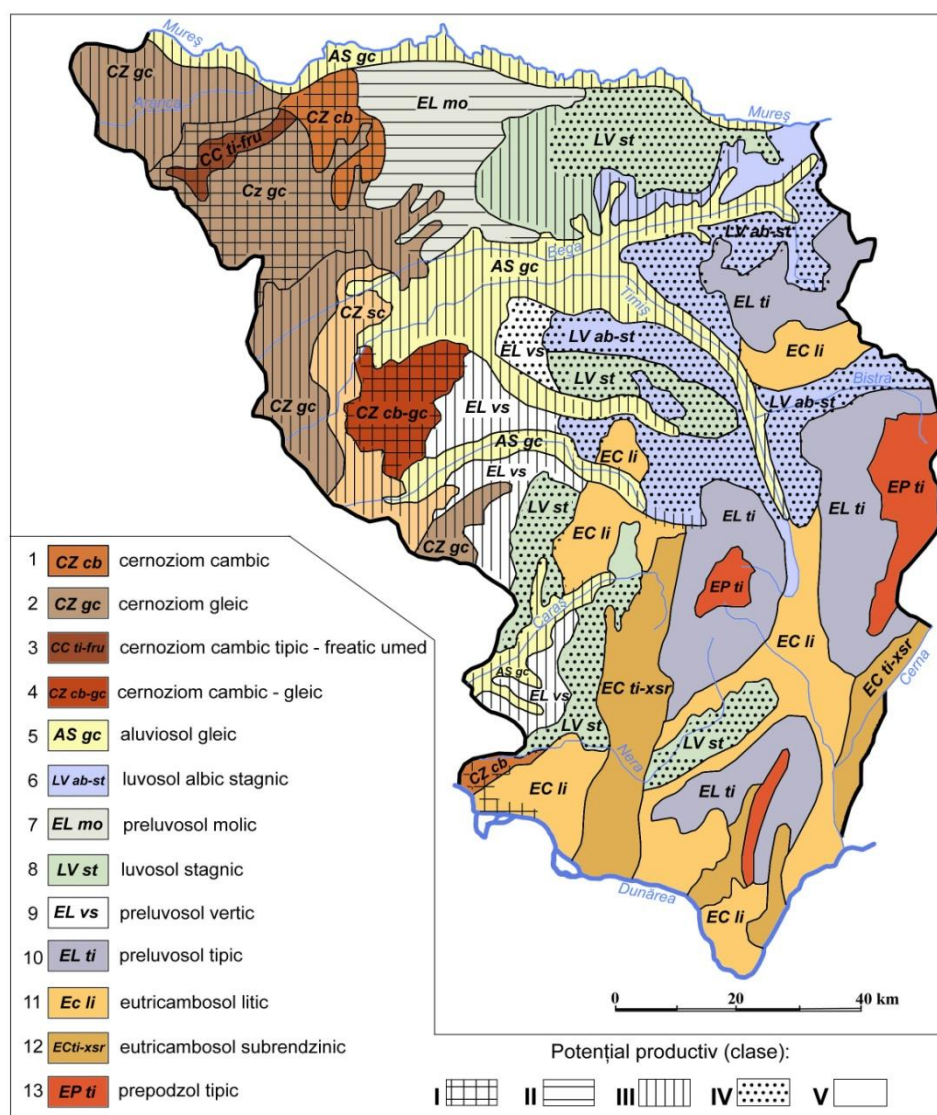 Mureş
CZ gc
AS gc
EL mo
CZ cb
Aranca
LV st
Mureş
CC ti-fru
Cz gc
LV ab-st
Bega
AS gc
EL ti
Timiş
CZ sc
LV ab-st
EL vs
EC li
LV st
Bistra
LV ab-st
CZ gc
CZ cb-gc
EL vs
AS gc
EC li
EP ti
EL vs
LV st
EL ti
EL ti
CZ gc
EC li
EP ti
Caraş
EC li
EC ti-xsr
Cerna
AS gc
EL vs
EC ti-xsr
LV st
LV st
Nera
CZ cb
EC li
EL ti
Dunărea
EC li
1 CZ cb cernoziom cambic
2 CZ gc cernoziom gleic
3 CC ti-fru cernoziom cambic tipic - freatic umed
4 CZ cb-gc cernoziom cambic - gleic
5 AS gc aluviosol gleic
6 LV ab-st luvosol albic stagnic
7 EL mo preluvosol molic
8 LV st luvosol stagnic
9 EL vs preluvosol vertic
10 EL ti preluvosol tipic
11 Ec li eutricambosol litic
12 ECti-xsr eutricambosol subrendzinic
13 EP ti prepodzol tipic
0 20 40 km
Potenţial productiv (clase):
I II III IV V